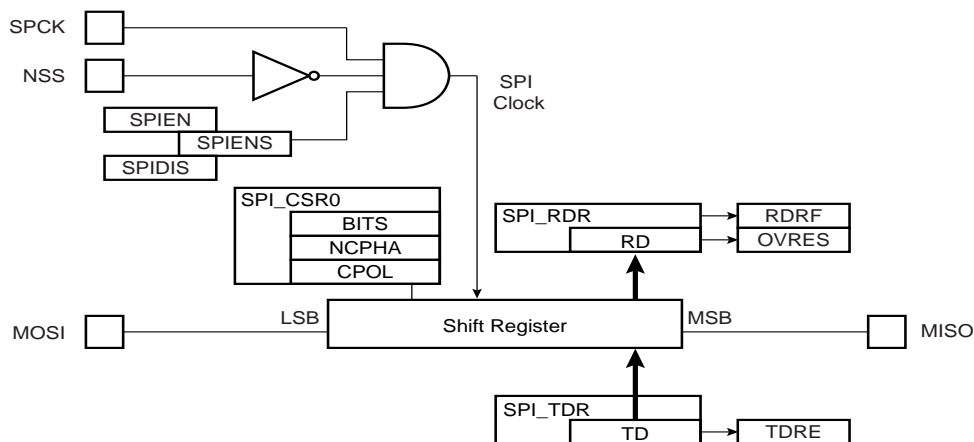 SPCK
NSS
SPI
Clock
SPIEN
SPIENS
SPIDIS
SPI_CSR0
BITS
NCPHA
CPOL
SPI_RDR
RD
RDRF
OVRES
MOSI
LSB
Shift Register
MSB
MISO
SPI_TDR
TD
TDRE